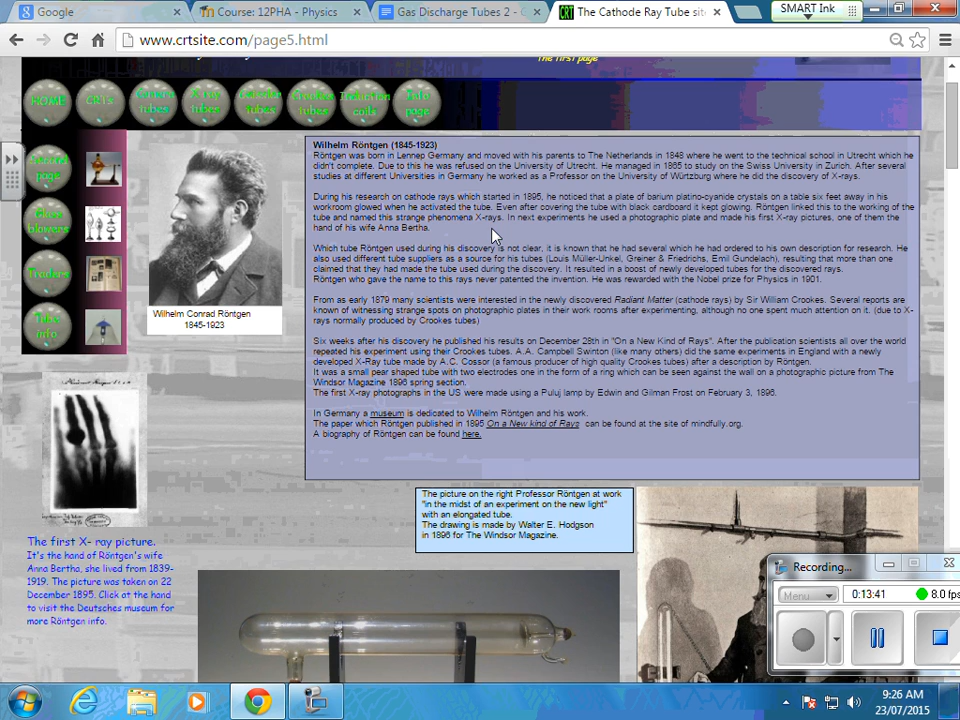 Google
Course: 12PHA - Physics
Gas Discharge Tubes 2 -
CRT
The Cathode Ray Tube sit
SMART Ink
www.crtsite.com/page5.html
The first page
HOME
CRT's
Camera tubes
X-ray tubes
Geissler tubes
Crookes tubes
Induction coils
Second page
Glass blowers
Traders
Tube info
Wilhelm Röntgen (1845-1923)
Röntgen was born in Lennep Germany and moved with his parents to The Netherlands in 1848 where he went to the technical school in Utrecht which he
didn't complete. Due to this he was refused on the University of Utrecht. He managed in 1865 to study on the Swiss University in Zurich. After several
studies at different Universities in Germany he worked as a Professor on the University of Würtzburg where he did the discovery of X-rays.
During his research on cathode rays which started in 1895, he noticed that a plate of barium platino-cyanide crystals on a table six feet away in his
workroom glowed when he activated the tube. Even after covering the tube with black cardboard it kept glowing. Röntgen linked this to the working of the
tube and named this strange phenomena X-rays. In next experiments he used a photographic plate and made his first X-ray pictures, one of them the
hand of his wife Anna Bertha.
Which tube Röntgen used during his discovery is not clear, it is known that he had several which he had ordered to his own description for research. He
also used different tube suppliers as a source for his tubes (Louis Müller-Unkel, Greiner & Friedrichs, Emil Gundelach), resulting that more than one
claimed that they had made the tube used during the discovery. It resulted in a boost of newly developed tubes for the discovered rays.
Röntgen who gave the name to this rays never patented the invention. He was rewarded with the Nobel prize for Physics in 1901.
From as early 1879 many scientists were interested in the newly discovered Radiant Matter (cathode rays) by Sir William Crookes. Several reports are
known of witnessing strange spots on photographic plates in their work rooms after experimenting, although no one spent much attention on it. (due to X-
rays normally produced by Crookes tubes)
Six weeks after his discovery he published his results on December 28th in "On a New Kind of Rays". After the publication scientists all over the world
repeated his experiment using their Crookes tubes. A.A. Campbell Swinton (like many others) did the same experiments in England with a newly
developed X-Ray tube made by A.C. Cossor (a famous producer of high quality Crookes tubes) after a description by Röntgen.
It was a small pear shaped tube with two electrodes one in the form of a ring which can be seen against the wall on a photographic picture from The
Windsor Magazine 1896 spring section.
The first X-ray photographs in the US were made using a Puluj lamp by Edwin and Gilman Frost on February 3, 1896.
In Germany a museum is dedicated to Wilhelm Röntgen and his work.
The paper which Röntgen published in 1895 On a New kind of Rays can be found at the site of mindfully.org.
A biography of Röntgen can be found here.
Wilhelm Conrad Röntgen
1845-1923
The picture on the right Professor Röntgen at work
"in the midst of an experiment on the new light"
with an elongated tube.
The drawing is made by Walter E. Hodgson
in 1896 for The Windsor Magazine.
The first X- ray picture.
It's the hand of Röntgen's wife
Anna Bertha, she lived from 1839-
1919. The picture was taken on 22
December 1895. Click at the hand
to visit the Deutsches museum for
more Röntgen info.
Recording...
Menu
0:13:41
8.0 fps
9:26 AM
23/07/2015